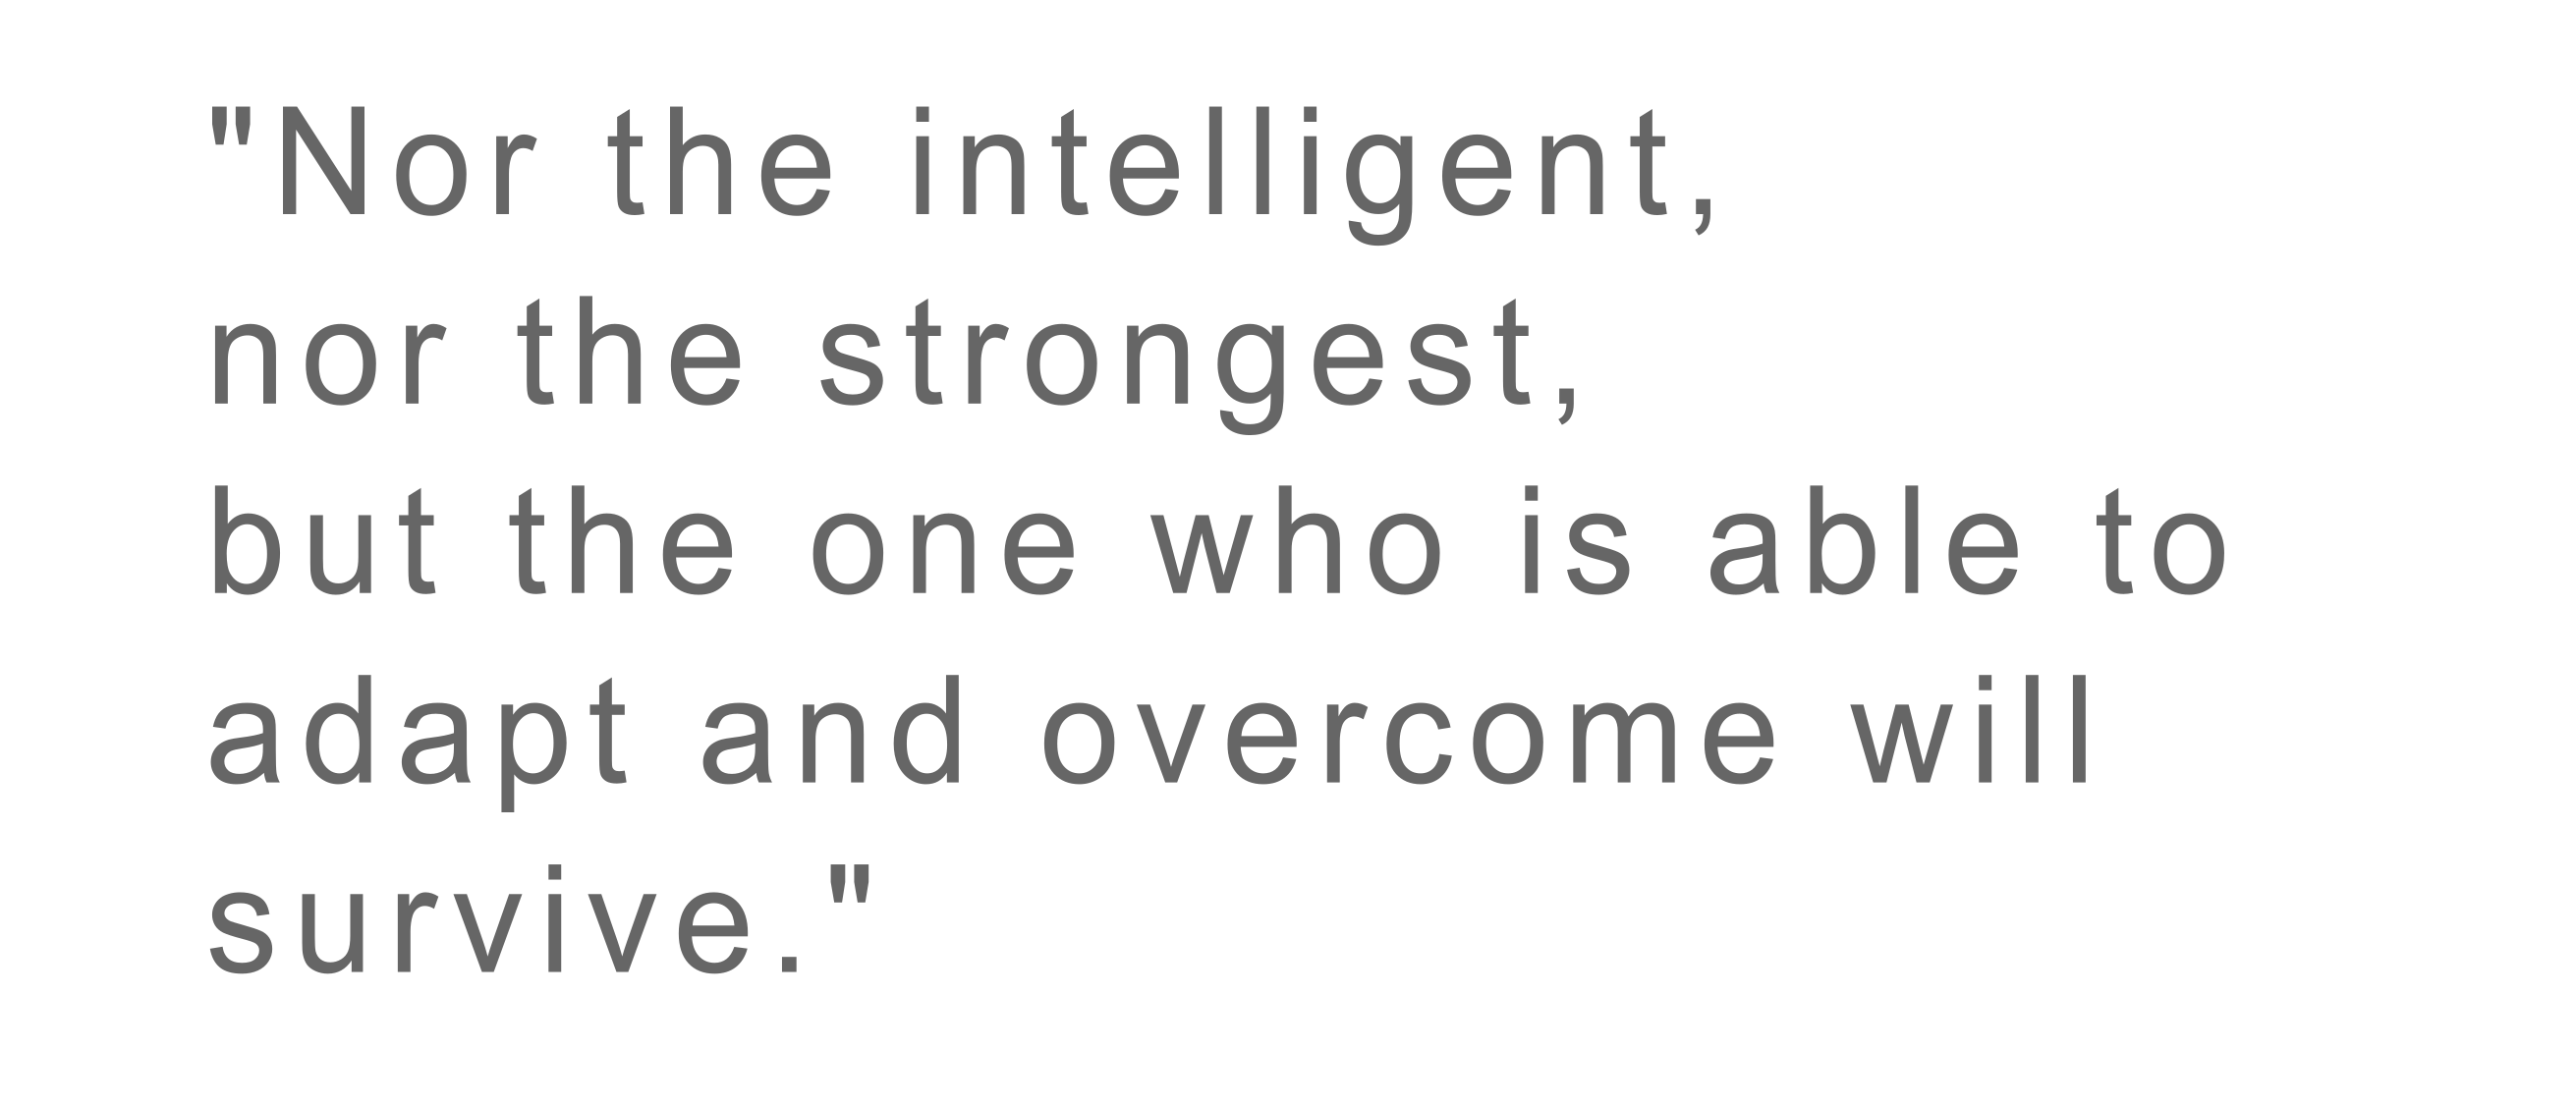 "Nor the intelligent,
nor the strongest,
but the one who is able to
adapt and overcome will
survive."